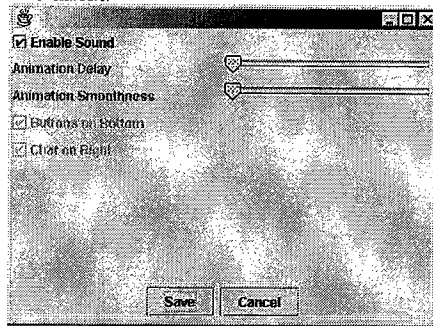 Enable Sound
Animation Delay
Animation Smoothness
Buttons on Bottom
Chat on Right
Save Cancel